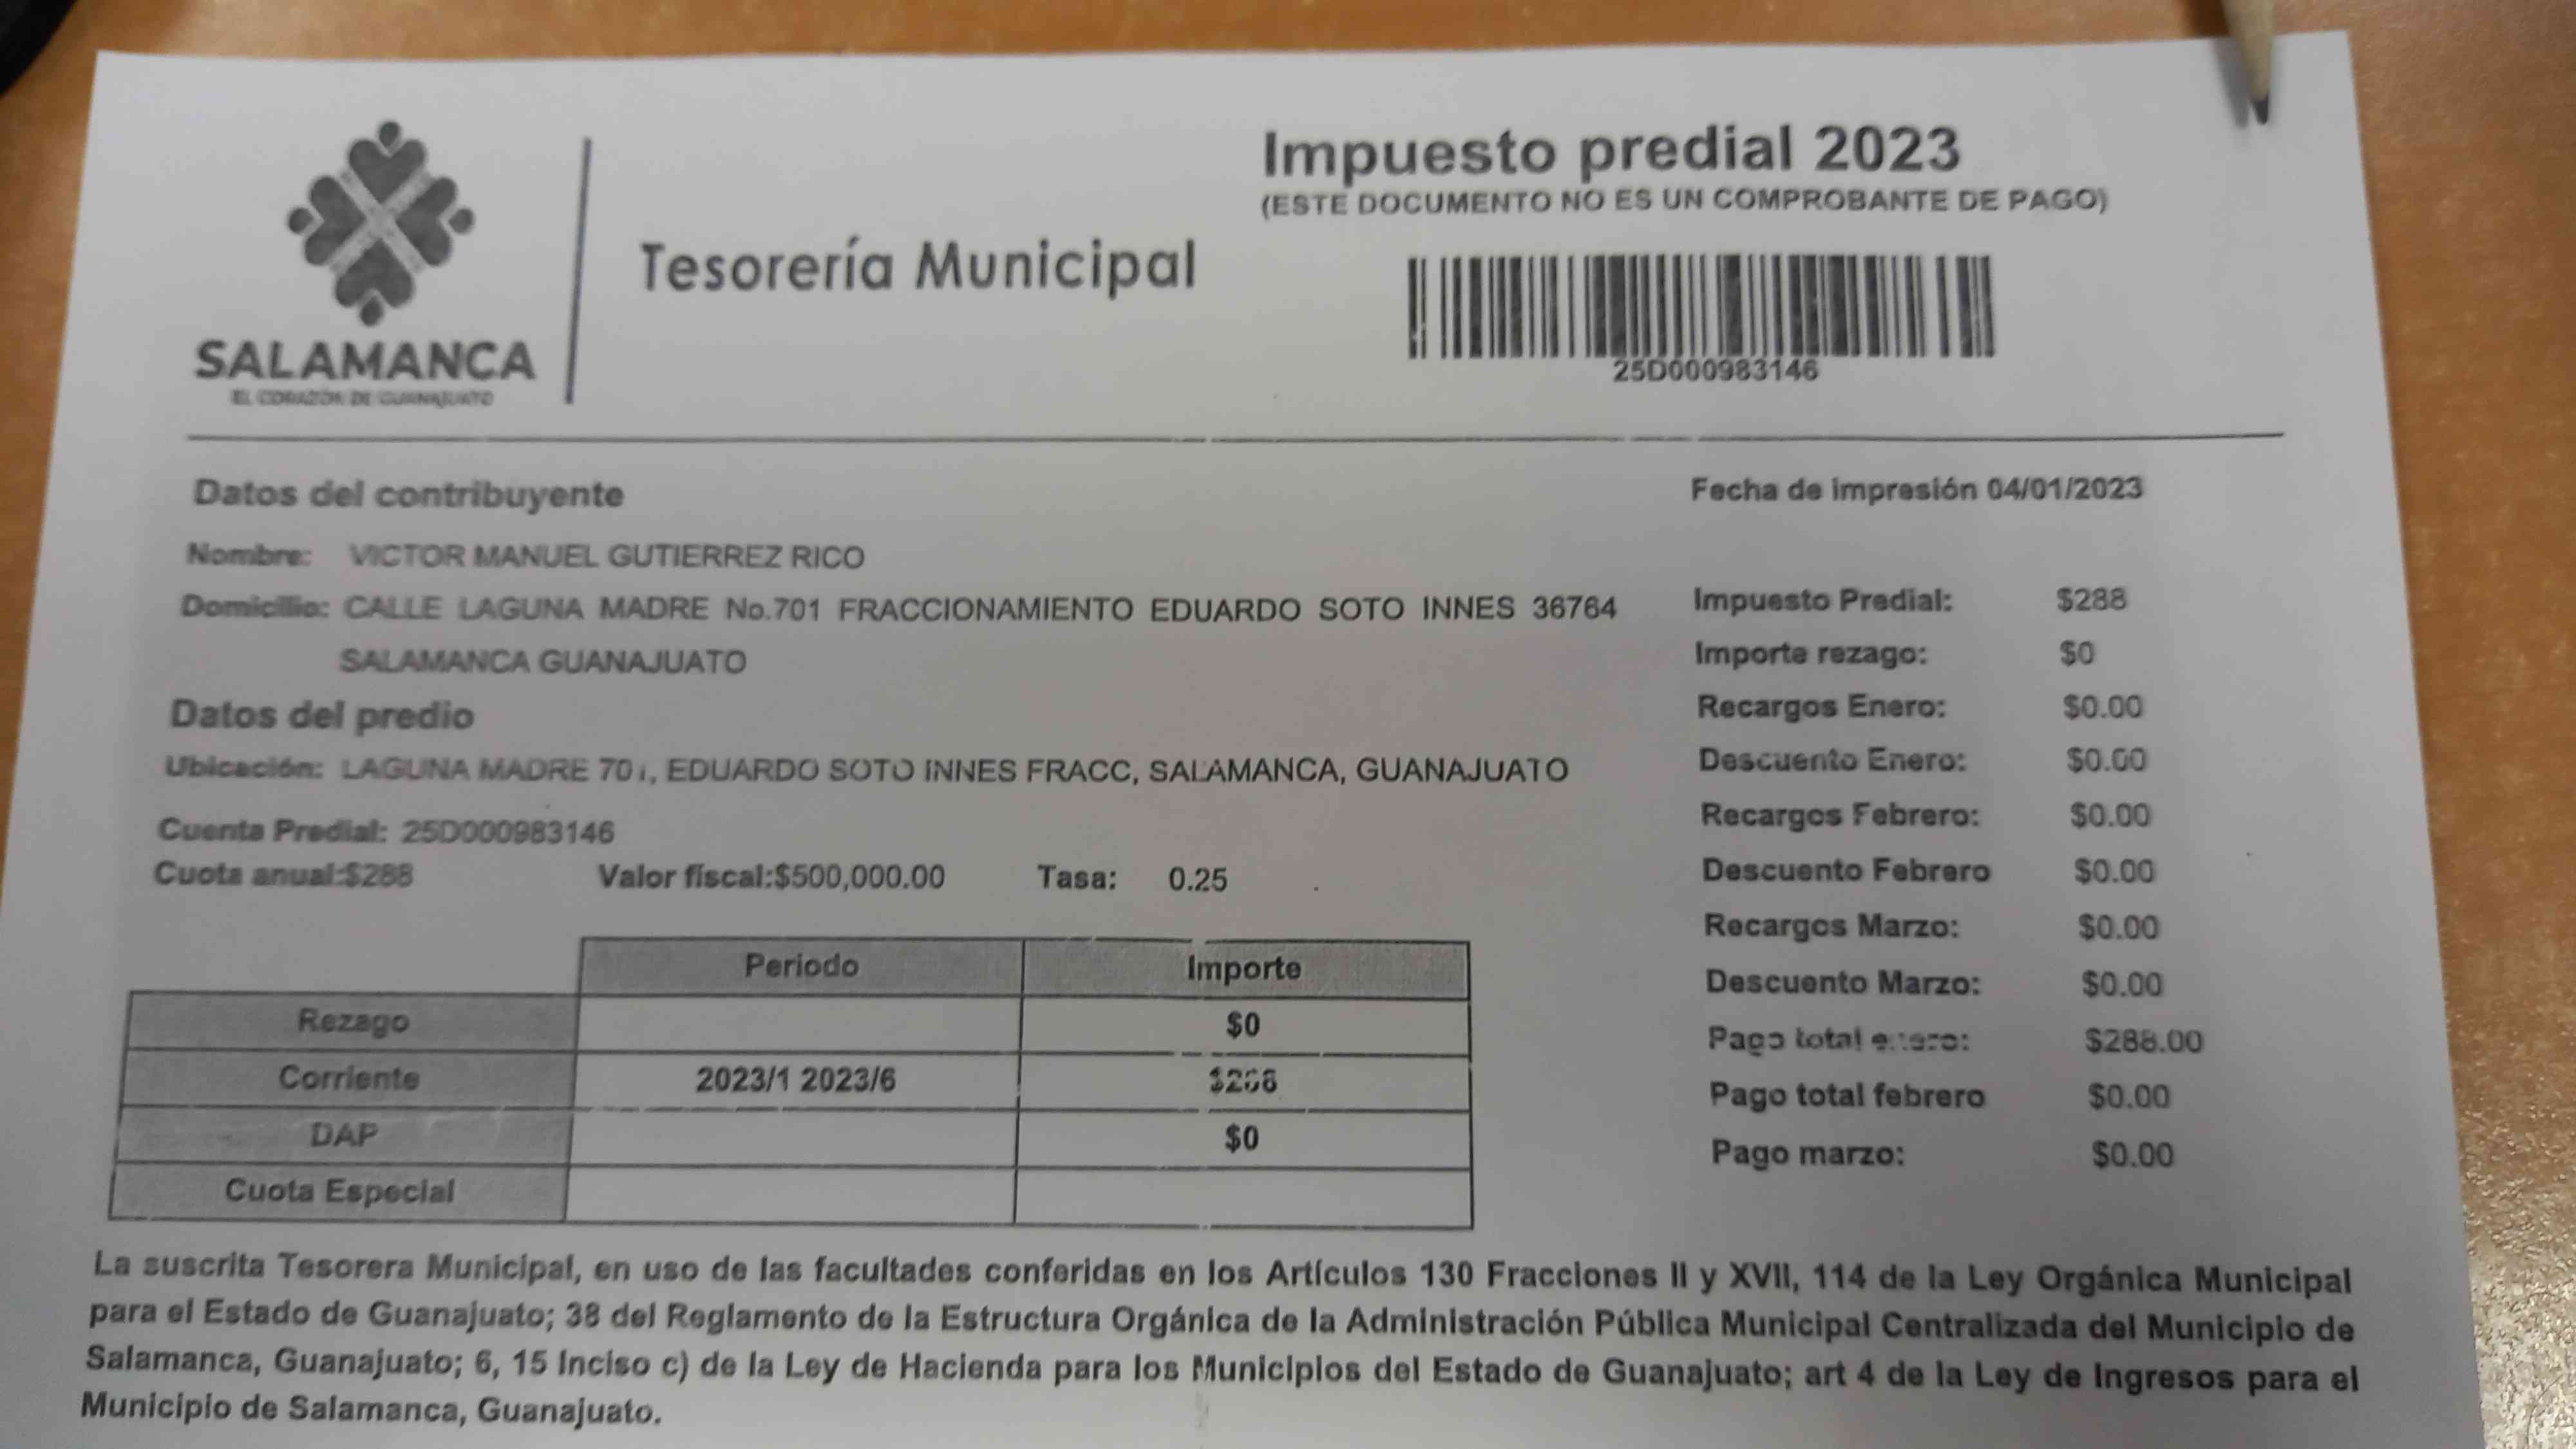 Impuesto predial 2023
(ESTE DOCUMENTO NO ES UN COMPROBANTE DE PAGO)
Tesorería Municipal
25D000983146
SALAMANCA
EL CORAZÓN DE GUANAJUATO
Datos del contribuyente
Fecha de impresión 04/01/2023
Nombre: VICTOR MANUEL GUTIERREZ RICO
Domicilio: CALLE LAGUNA MADRE No.701 FRACCIONAMIENTO EDUARDO SOTO INNES 36764
SALAMANCA GUANAJUATO
Datos del predio
Ubicación: LAGUNA MADRE 701, EDUARDO SOTO INNES FRACC, SALAMANCA, GUANAJUATO
Cuenta Predial: 25D000983146
Cuota anual:$288 Valor fiscal:$500,000.00 Tasa: 0.25
Impuesto Predial: $288
Importe rezago: $0
Recargos Enero: $0.00
Descuento Enero: $0.00
Recargos Febrero: $0.00
Descuento Febrero $0.00
Recargos Marzo: $0.00
Descuento Marzo: $0.00
Pago total enero: $288.00
Pago total febrero $0.00
Pago marzo: $0.00
Periodo Importe
Rezago $0
Corriente 2023/1 2023/6 $288
DAP $0
Cuota Especial
La suscrita Tesorera Municipal, en uso de las facultades conferidas en los Artículos 130 Fracciones II y XVII, 114 de la Ley Orgánica Municipal
para el Estado de Guanajuato; 38 del Reglamento de la Estructura Orgánica de la Administración Pública Municipal Centralizada del Municipio de
Salamanca, Guanajuato; 6, 15 Inciso c) de la Ley de Hacienda para los Municipios del Estado de Guanajuato; art 4 de la Ley de Ingresos para el
Municipio de Salamanca, Guanajuato.